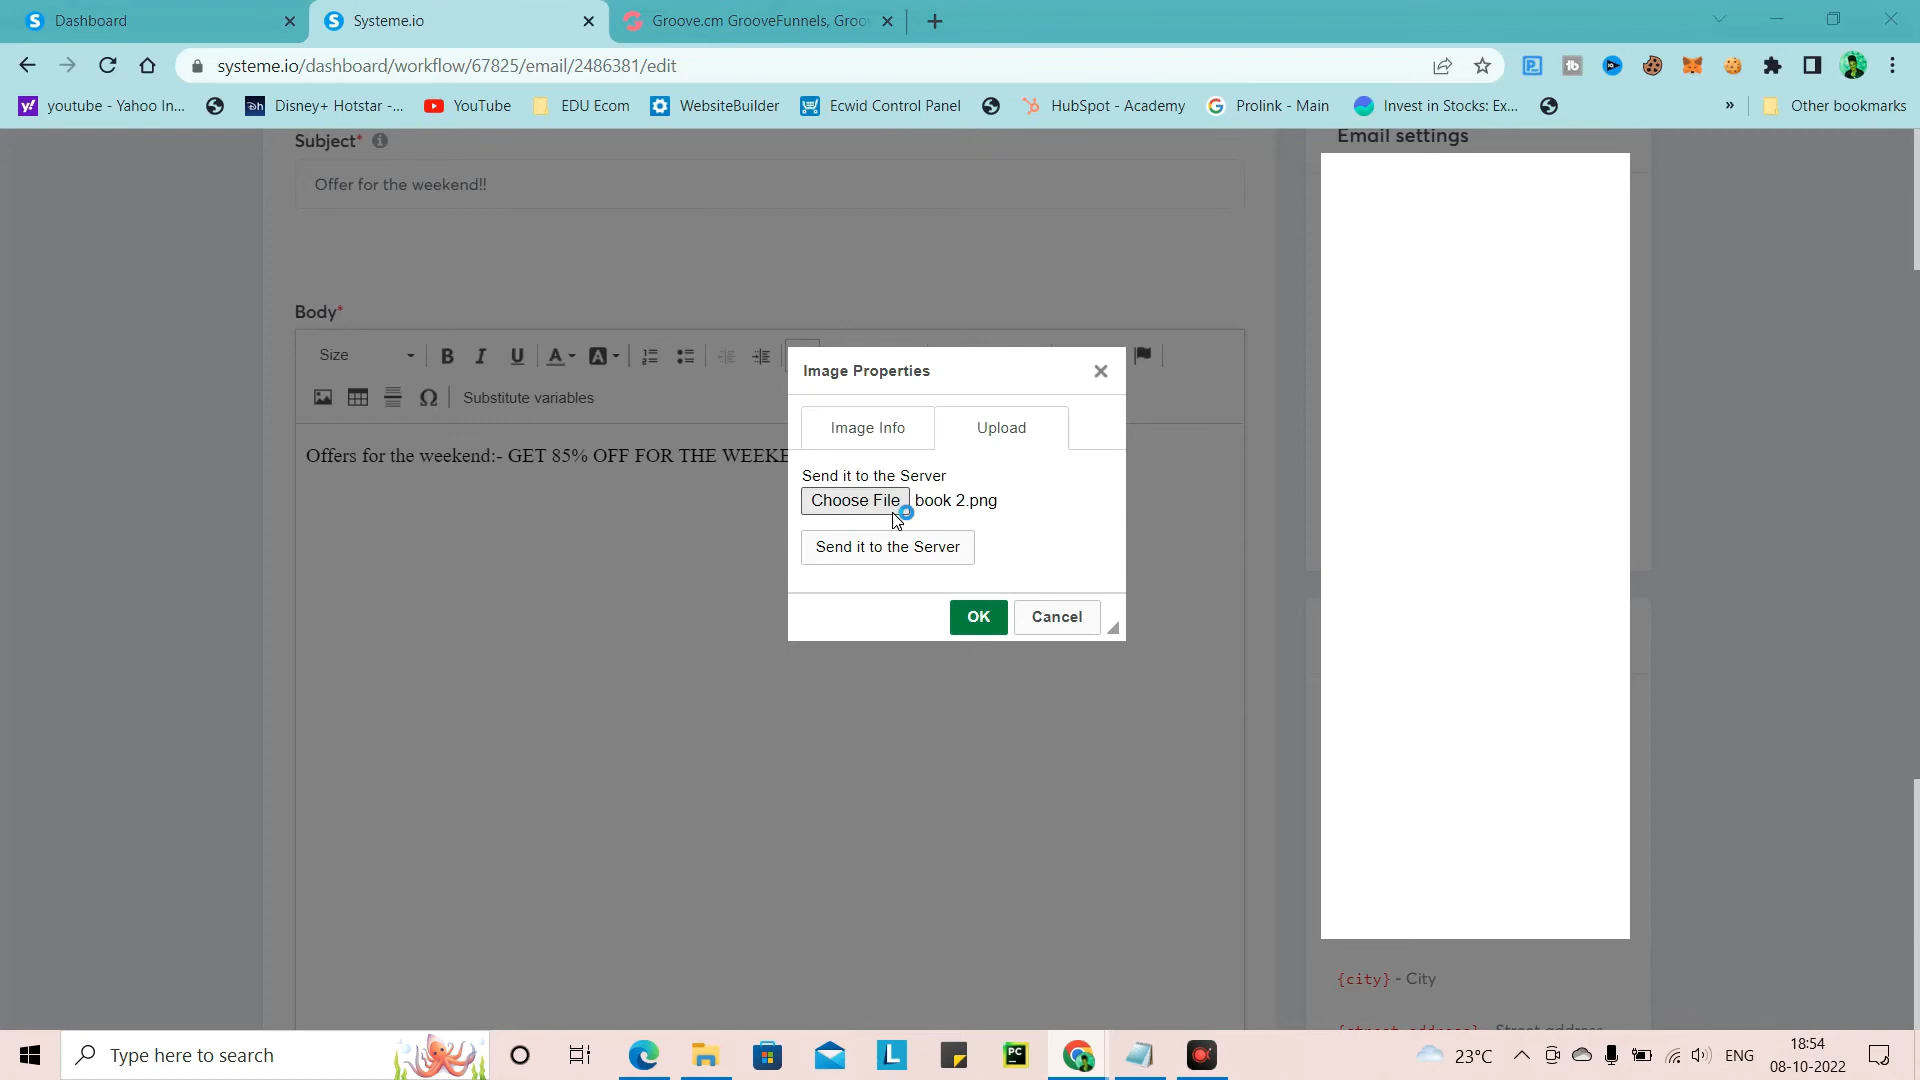 Dashboard
Systeme.io
Groove.cm GrooveFunnels, Groo
systeme.io/dashboard/workflow/67825/email/2486381/edit
youtube - Yahoo In...
Disney+ Hotstar -...
YouTube
EDU Ecom
WebsiteBuilder
Ecwid Control Panel
HubSpot - Academy
Prolink - Main
Invest in Stocks: Ex...
»
Other bookmarks
Subject*
Email settings
Offer for the weekend!!
Body*
Size
Substitute variables
Offers for the weekend:- GET 85% OFF FOR THE WEEKE
Image Properties
Image Info
Upload
Send it to the Server
Choose File book 2.png
Send it to the Server
OK
Cancel
{city} - City
{street_address} - Street address
Type here to search
23°C
ENG
18:54
08-10-2022